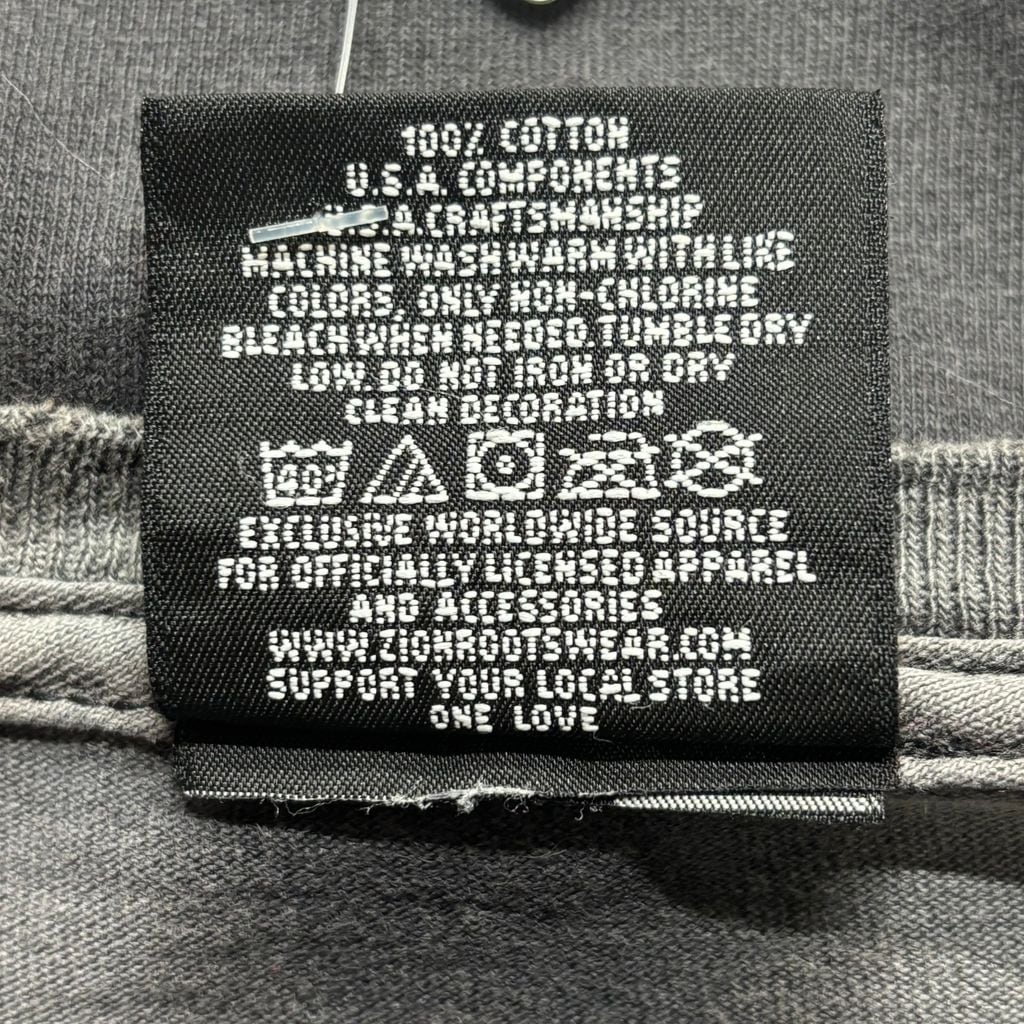 100% COTTON
U.S.A. COMPONENTS
U.S.A. CRAFTSMANSHIP
MACHINE WASH WARM WITH LIKE
COLORS. ONLY NON-CHLORINE
BLEACH WHEN NEEDED TUMBLE DRY
LOW. DO NOT IRON OR DRY
CLEAN DECORATION
40°
EXCLUSIVE WORLDWIDE SOURCE
FOR OFFICIALLY LICENSED APPAREL
AND ACCESSORIES
WWW.ZIONROOTSWEAR.COM
SUPPORT YOUR LOCAL STORE
ONE LOVE